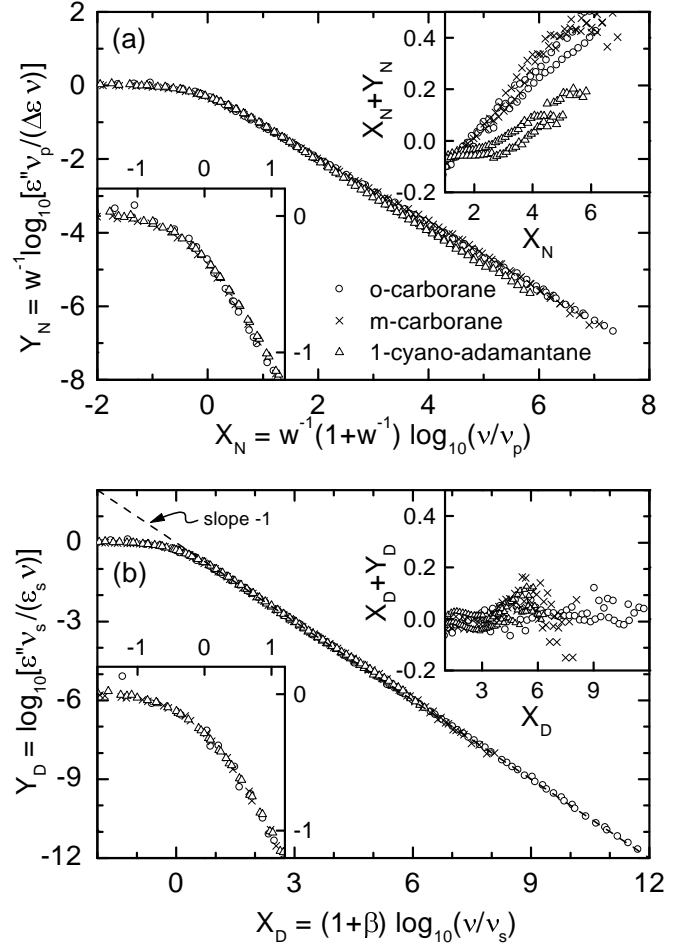 2
0
-2
-4
-6
-8
(a)
Y_N = w⁻¹log₁₀[ε"ν_p/(Δε ν)]
-2 0 2 4 6 8
X_N = w⁻¹(1+w⁻¹) log₁₀(ν/ν_p)
0.4
0.2
0.0
-0.2
X_N+Y_N
2 4 6
X_N
-1 0 1
0
-1
o-carborane
m-carborane
1-cyano-adamantane
slope -1
(b)
0
-3
-6
-9
-12
Y_D = log₁₀[ε"ν_s/(ε_s ν)]
0 3 6 9 12
X_D = (1+β) log₁₀(ν/ν_s)
0.4
0.2
0.0
-0.2
X_D+Y_D
3 6 9
X_D
-1 0 1
0
-1